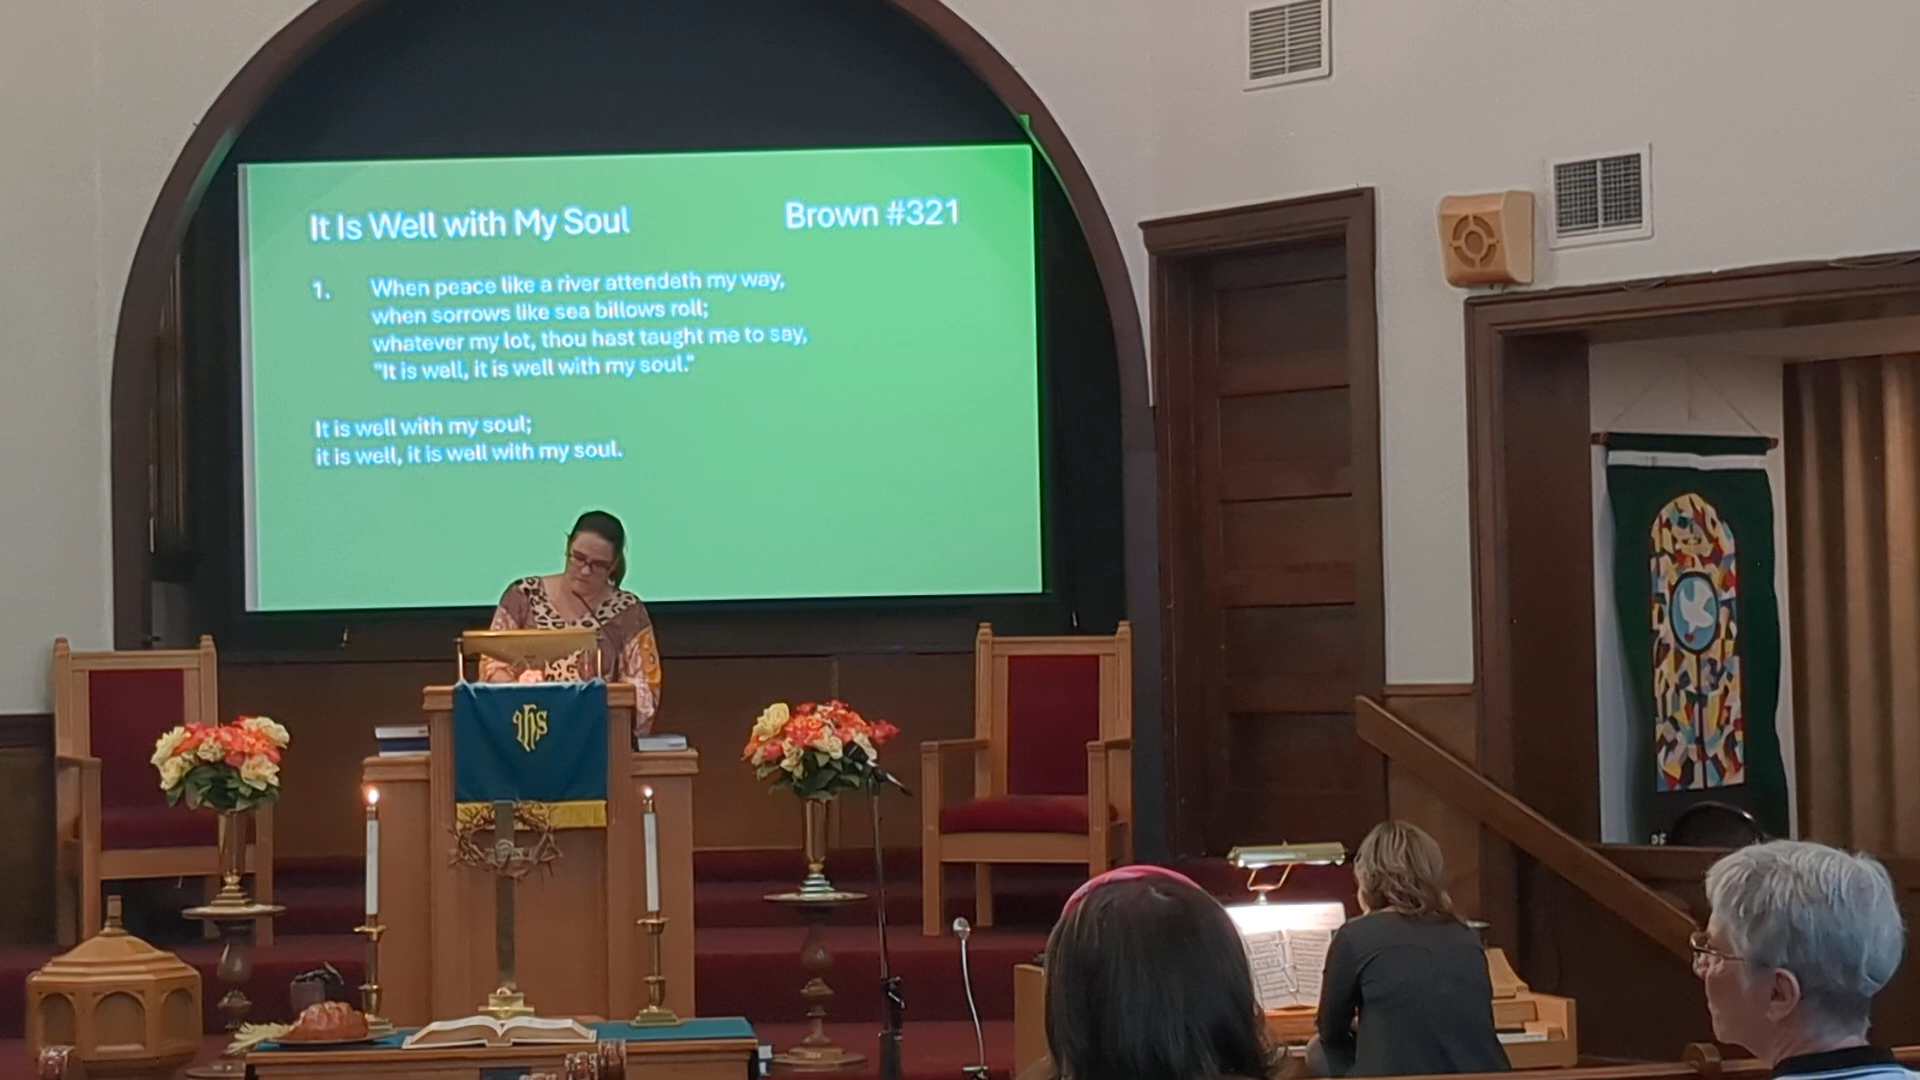 It Is Well with My Soul
Brown #321
1. When peace like a river attendeth my way,
when sorrows like sea billows roll;
whatever my lot, thou hast taught me to say,
"It is well, it is well with my soul."
It is well with my soul;
it is well, it is well with my soul.
ihs